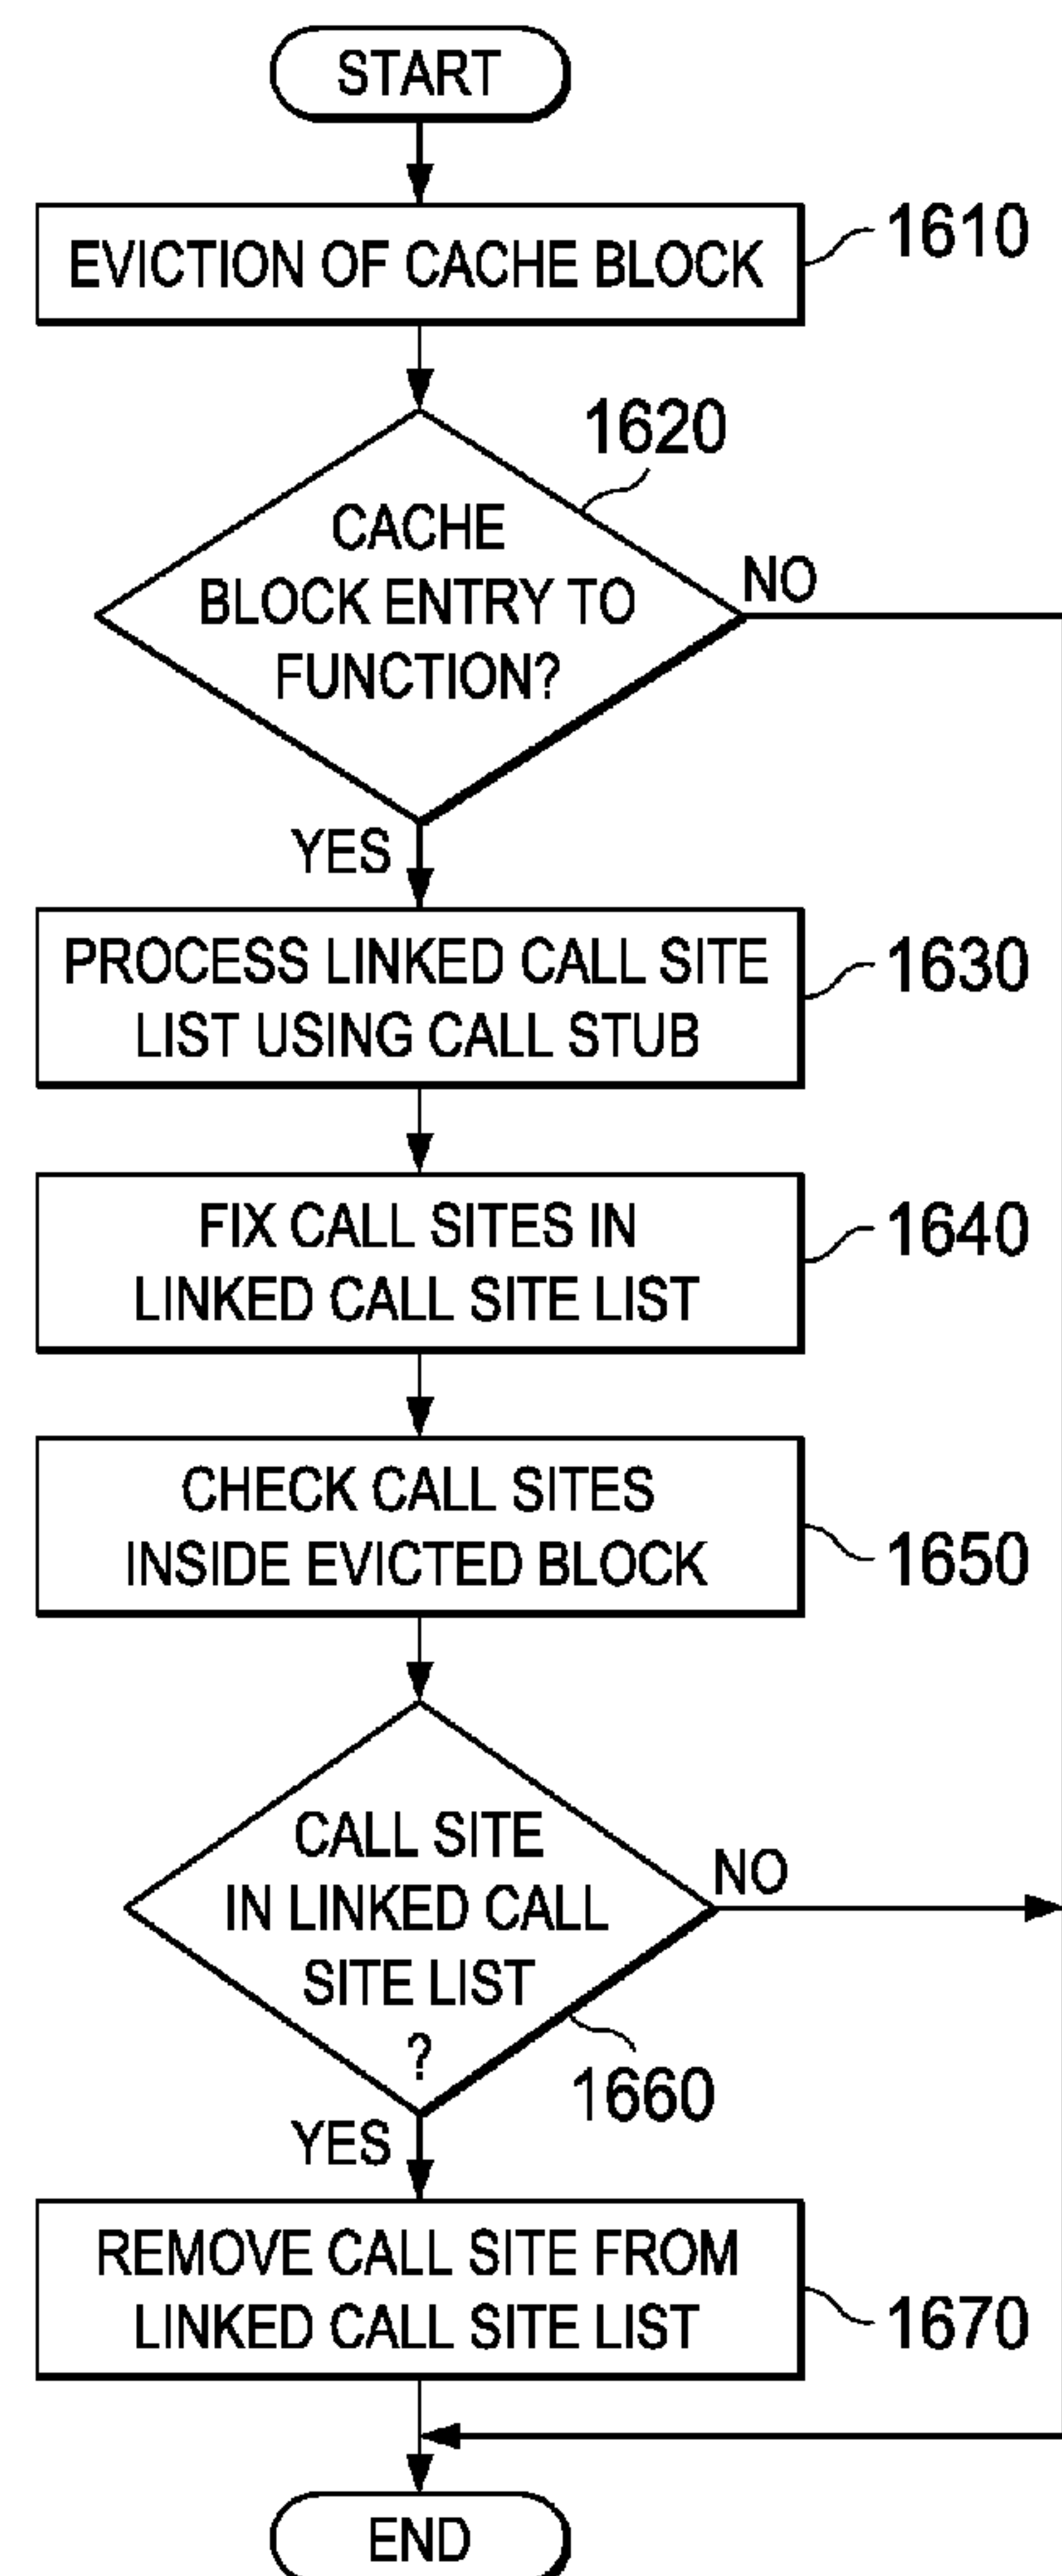 START
EVICTION OF CACHE BLOCK
1610
1620
CACHE
BLOCK ENTRY TO
FUNCTION?
NO
YES
PROCESS LINKED CALL SITE
LIST USING CALL STUB
1630
FIX CALL SITES IN
LINKED CALL SITE LIST
1640
CHECK CALL SITES
INSIDE EVICTED BLOCK
1650
CALL SITE
IN LINKED CALL
SITE LIST
?
NO
1660
YES
REMOVE CALL SITE FROM
LINKED CALL SITE LIST
1670
END